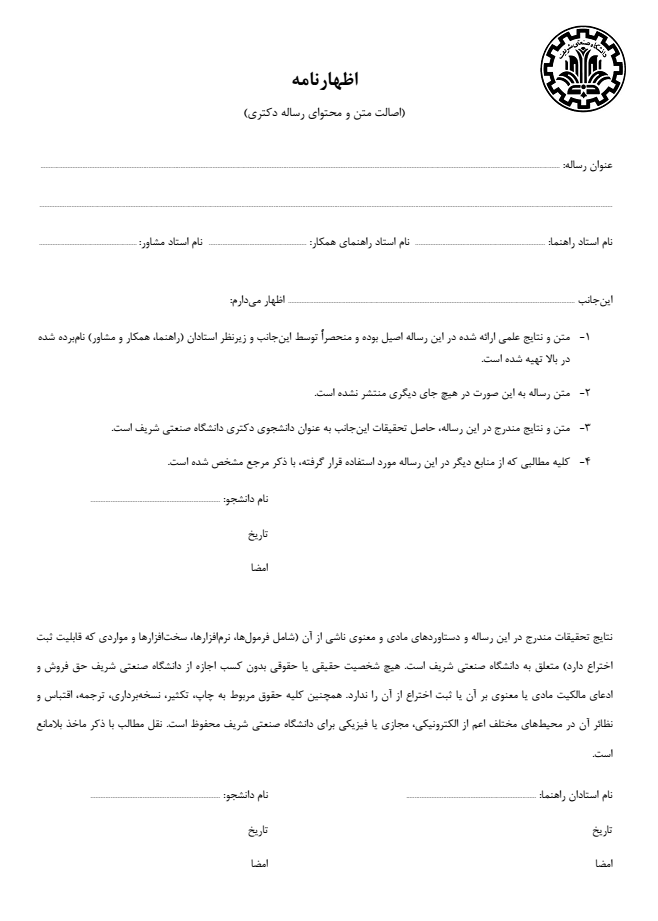 دانشگاه صنعتی شریف
اظهارنامه
(اصالت متن و محتوای رساله دکتری)
عنوان رساله:
نام استاد راهنما: نام استاد راهنمای همکار: نام استاد مشاور:
این‌جانب اظهار می‌دارم:
۱- متن و نتایج علمی ارائه شده در این رساله اصیل بوده و منحصراً توسط این‌جانب و زیرنظر استادان (راهنما، همکار و مشاور) نام‌برده شده
در بالا تهیه شده است.
۲- متن رساله به این صورت در هیچ جای دیگری منتشر نشده است.
۳- متن و نتایج مندرج در این رساله، حاصل تحقیقات این‌جانب به عنوان دانشجوی دکتری دانشگاه صنعتی شریف است.
۴- کلیه مطالبی که از منابع دیگر در این رساله مورد استفاده قرار گرفته، با ذکر مرجع مشخص شده است.
نام دانشجو:
تاریخ
امضا
نتایج تحقیقات مندرج در این رساله و دستاوردهای مادی و معنوی ناشی از آن (شامل فرمول‌ها، نرم‌افزارها، سخت‌افزارها و مواردی که قابلیت ثبت
اختراع دارد) متعلق به دانشگاه صنعتی شریف است. هیچ شخصیت حقیقی یا حقوقی بدون کسب اجازه از دانشگاه صنعتی شریف حق فروش و
ادعای مالکیت مادی یا معنوی بر آن یا ثبت اختراع از آن را ندارد. همچنین کلیه حقوق مربوط به چاپ، تکثیر، نسخه‌برداری، ترجمه، اقتباس و
نظائر آن در محیط‌های مختلف اعم از الکترونیکی، مجازی یا فیزیکی برای دانشگاه صنعتی شریف محفوظ است. نقل مطالب با ذکر ماخذ بلامانع
است.
نام استادان راهنما: نام دانشجو:
تاریخ تاریخ
امضا امضا